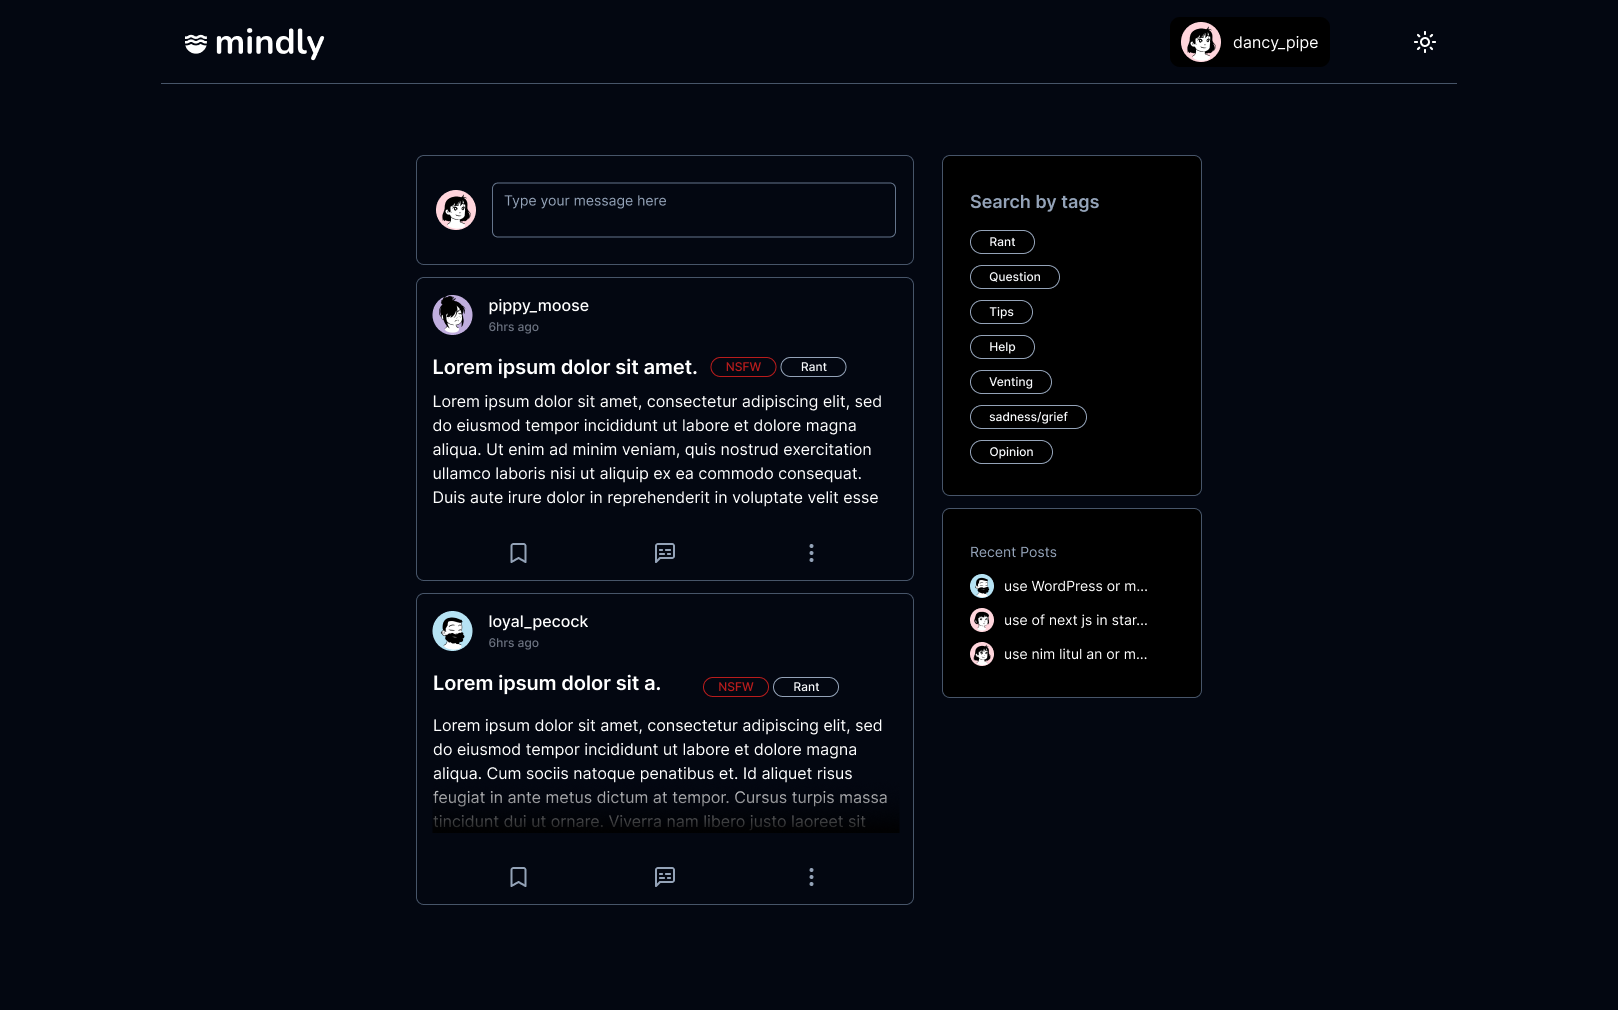 mindly
dancy_pipe
Type your message here
pippy_moose
6hrs ago
Lorem ipsum dolor sit amet. NSFW Rant
Lorem ipsum dolor sit amet, consectetur adipiscing elit, sed
do eiusmod tempor incididunt ut labore et dolore magna
aliqua. Ut enim ad minim veniam, quis nostrud exercitation
ullamco laboris nisi ut aliquip ex ea commodo consequat.
Duis aute irure dolor in reprehenderit in voluptate velit esse
loyal_pecock
6hrs ago
Lorem ipsum dolor sit a. NSFW Rant
Lorem ipsum dolor sit amet, consectetur adipiscing elit, sed
do eiusmod tempor incididunt ut labore et dolore magna
aliqua. Cum sociis natoque penatibus et. Id aliquet risus
feugiat in ante metus dictum at tempor. Cursus turpis massa
tincidunt dui ut ornare. Viverra nam libero justo laoreet sit
Search by tags
Rant
Question
Tips
Help
Venting
sadness/grief
Opinion
Recent Posts
use WordPress or m...
use of next js in star...
use nim litul an or m...